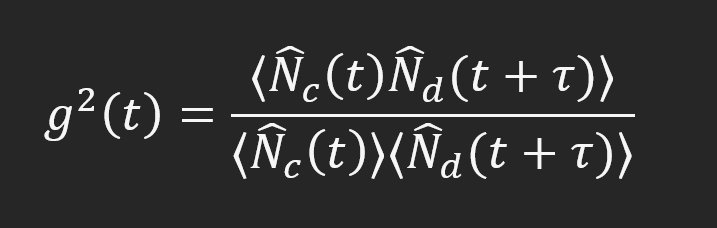 g²(t) = ⟨N̂_c(t)N̂_d(t + τ)⟩ / ⟨N̂_c(t)⟩⟨N̂_d(t + τ)⟩